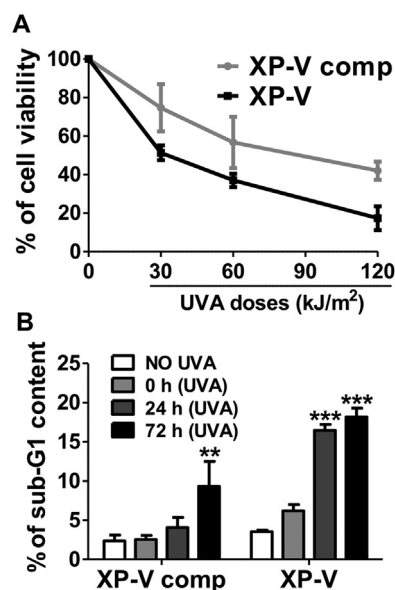 A
% of cell viability
100
80
60
40
20
0
XP-V comp
XP-V
0 30 60 90 120
UVA doses (kJ/m²)
B
% of sub-G1 content
25
20
15
10
5
0
NO UVA
0 h (UVA)
24 h (UVA)
72 h (UVA)
**
***
***
XP-V comp XP-V